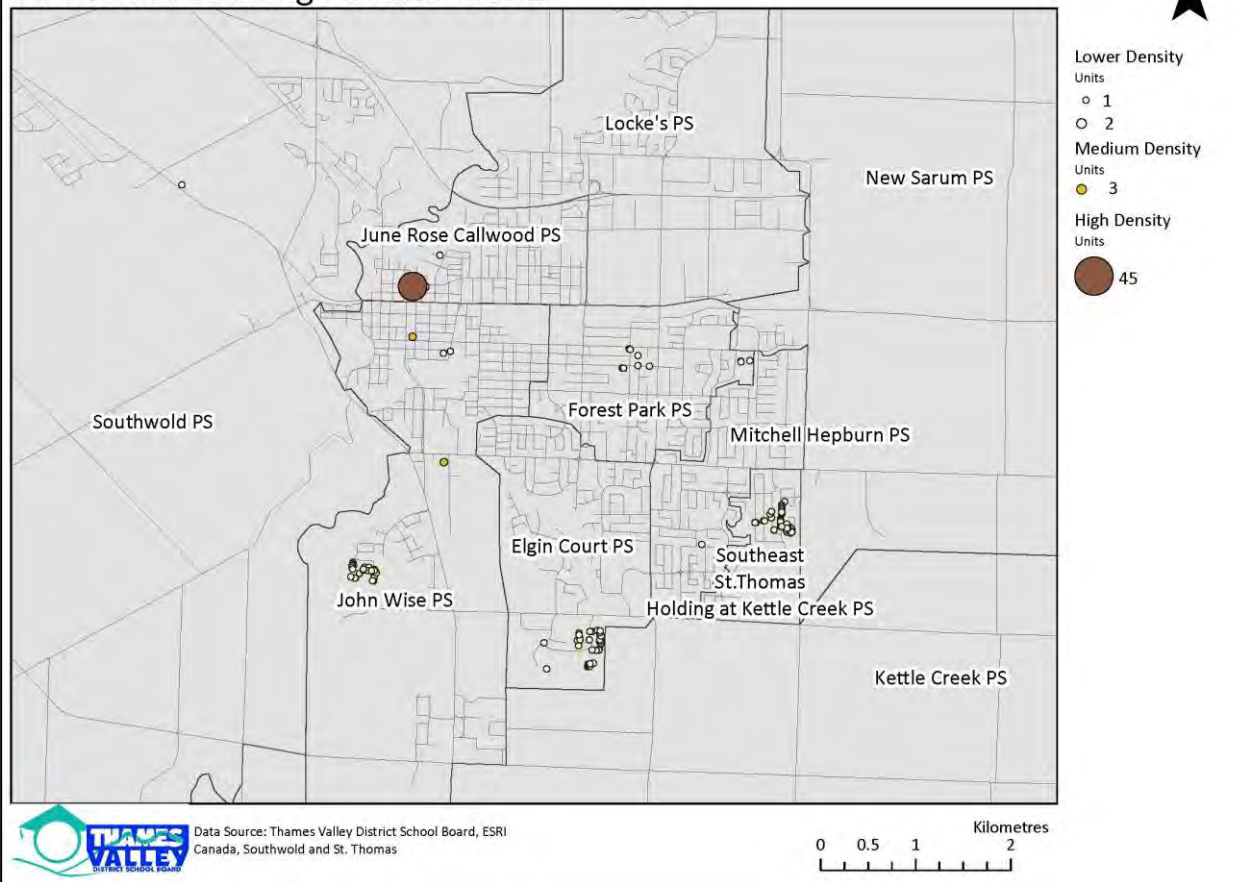 Locke's PS
New Sarum PS
June Rose Callwood PS
Southwold PS
Forest Park PS
Mitchell Hepburn PS
Elgin Court PS
Southeast
St.Thomas
Holding at Kettle Creek PS
John Wise PS
Kettle Creek PS
Lower Density
Units
1
2
Medium Density
Units
3
High Density
Units
45
THAMES
VALLEY
DISTRICT SCHOOL BOARD
Data Source: Thames Valley District School Board, ESRI
Canada, Southwold and St. Thomas
Kilometres
0 0.5 1 2